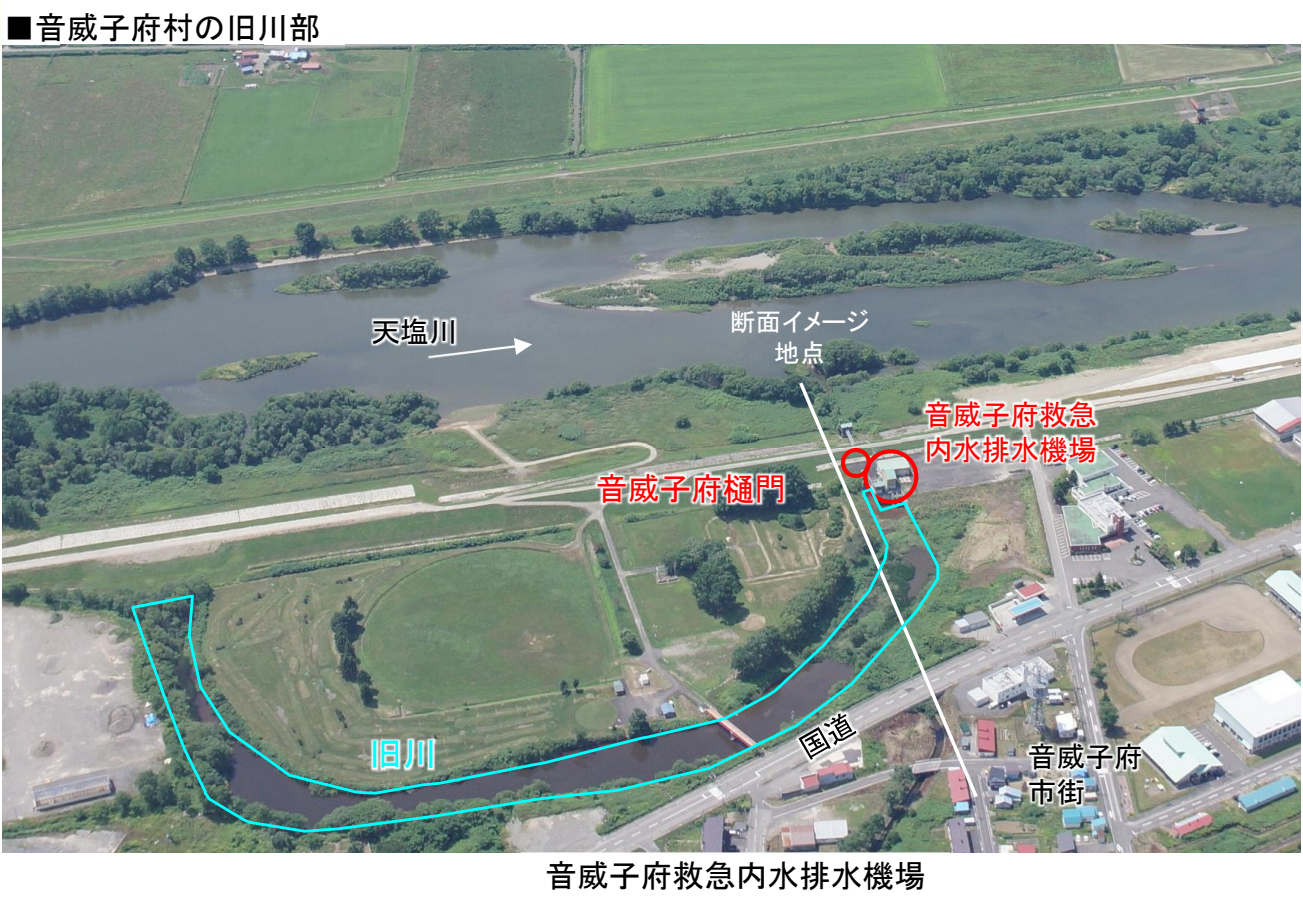 ■音威子府村の旧川部
天塩川
断面イメージ
地点
音威子府救急
内水排水機場
音威子府樋門
旧川
国道
音威子府
市街
音威子府救急内水排水機場